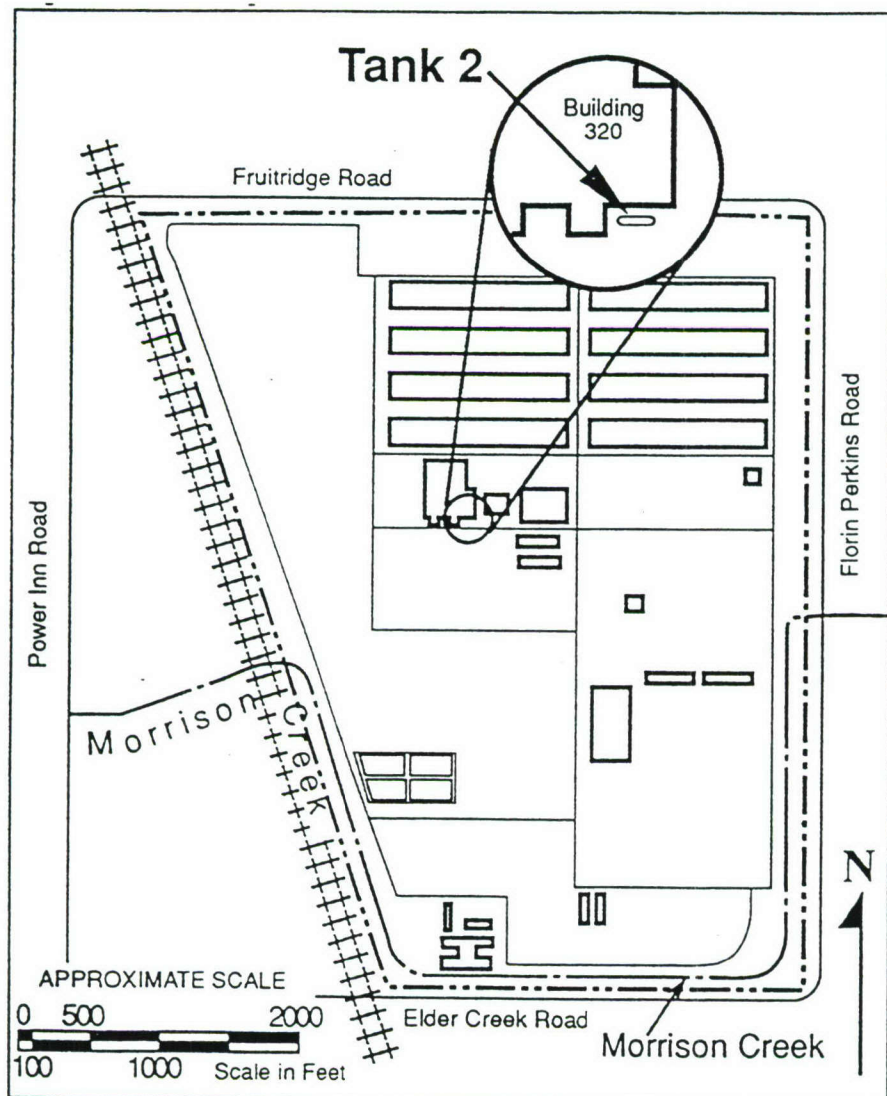 Tank 2
Building
320
Fruitridge Road
Power Inn Road
Florin Perkins Road
Morrison Creek
N
APPROXIMATE SCALE
0 500 2000
100 1000 Scale in Feet
Elder Creek Road
Morrison Creek